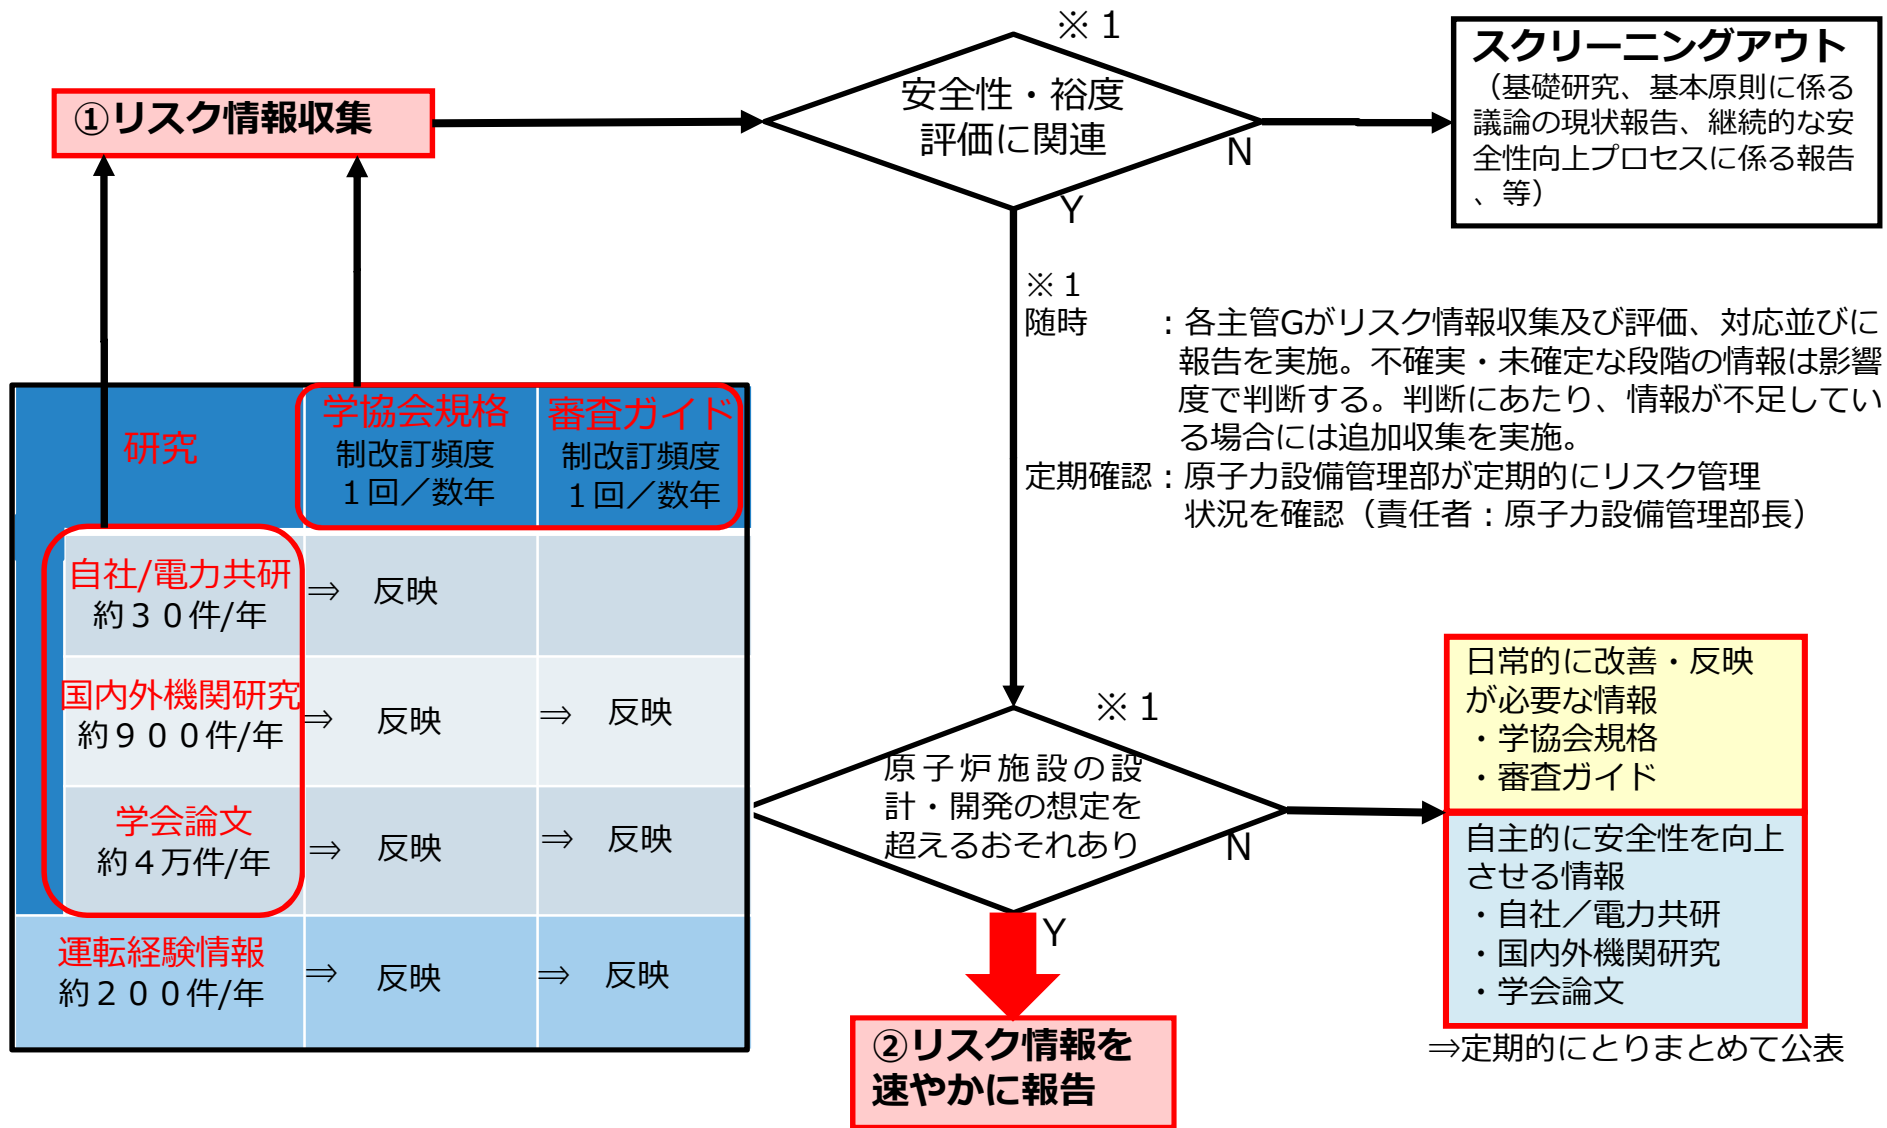 ①リスク情報収集
※１
安全性・裕度
評価に関連
N
Y
スクリーニングアウト
（基礎研究、基本原則に係る
議論の現状報告、継続的な安
全性向上プロセスに係る報告
、等）
※１
随時　　：各主管Gがリスク情報収集及び評価、対応並びに
報告を実施。不確実・未確定な段階の情報は影響
度で判断する。判断にあたり、情報が不足してい
る場合には追加収集を実施。
定期確認：原子力設備管理部が定期的にリスク管理
状況を確認（責任者：原子力設備管理部長）
研究
学協会規格
制改訂頻度
１回／数年
審査ガイド
制改訂頻度
１回／数年
自社/電力共研
約３０件/年
⇒　反映
国内外機関研究
約９００件/年
⇒　反映
⇒　反映
学会論文
約４万件/年
⇒　反映
⇒　反映
運転経験情報
約２００件/年
⇒　反映
⇒　反映
※１
原子炉施設の設
計・開発の想定を
超えるおそれあり
N
Y
②リスク情報を
速やかに報告
日常的に改善・反映
が必要な情報
・学協会規格
・審査ガイド
自主的に安全性を向上
させる情報
・自社／電力共研
・国内外機関研究
・学会論文
⇒定期的にとりまとめて公表